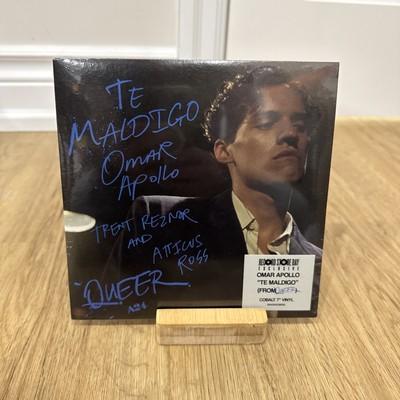 TE
MALDIGO
OMAR
APOLLO
TRENT REZNOR
AND
ATTICUS
ROSS
"QUEER"
A24
RECORD STORE DAY
EXCLUSIVE
OMAR APOLLO
"TE MALDIGO"
(FROM QUEER)
COBALT 7" VINYL